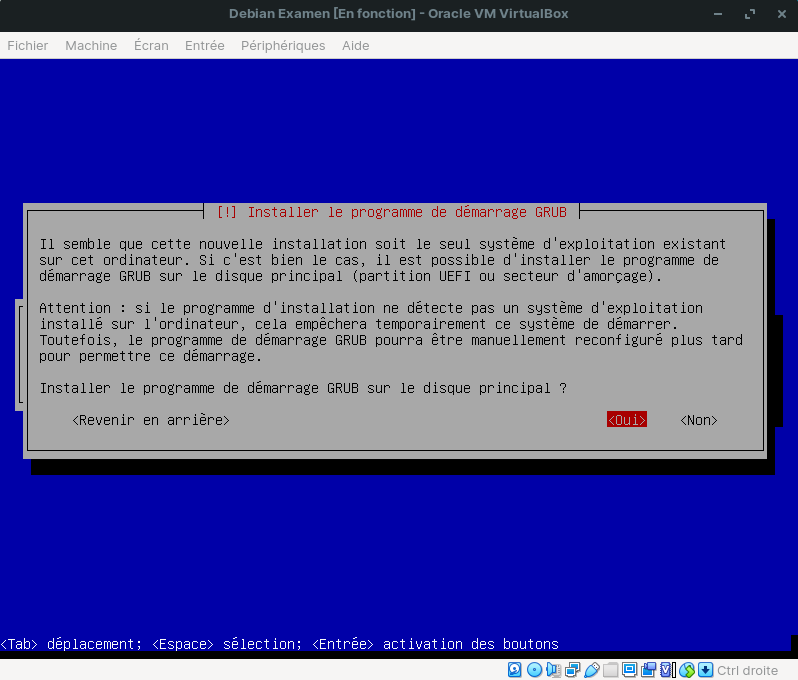 Debian Examen [En fonction] - Oracle VM VirtualBox
Fichier Machine Écran Entrée Périphériques Aide
[!] Installer le programme de démarrage GRUB
Il semble que cette nouvelle installation soit le seul système d'exploitation existant
sur cet ordinateur. Si c'est bien le cas, il est possible d'installer le programme de
démarrage GRUB sur le disque principal (partition UEFI ou secteur d'amorçage).
Attention : si le programme d'installation ne détecte pas un système d'exploitation
installé sur l'ordinateur, cela empêchera temporairement ce système de démarrer.
Toutefois, le programme de démarrage GRUB pourra être manuellement reconfiguré plus tard
pour permettre ce démarrage.
Installer le programme de démarrage GRUB sur le disque principal ?
<Revenir en arrière> <Oui> <Non>
<Tab> déplacement; <Espace> sélection; <Entrée> activation des boutons
Ctrl droite